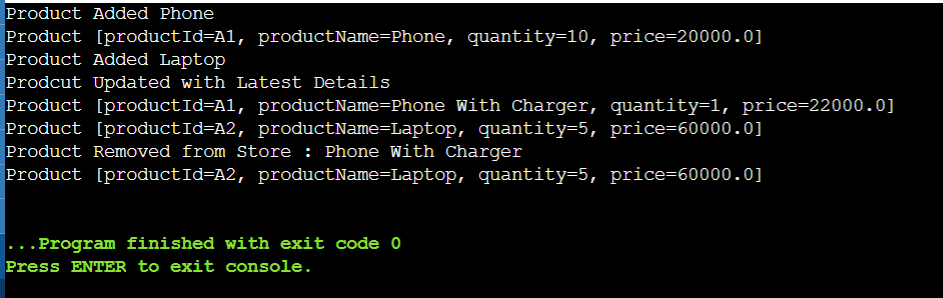 Product Added Phone
Product [productId=A1, productName=Phone, quantity=10, price=20000.0]
Product Added Laptop
Prodcut Updated with Latest Details
Product [productId=A1, productName=Phone With Charger, quantity=1, price=22000.0]
Product [productId=A2, productName=Laptop, quantity=5, price=60000.0]
Product Removed from Store : Phone With Charger
Product [productId=A2, productName=Laptop, quantity=5, price=60000.0]
...Program finished with exit code 0
Press ENTER to exit console.